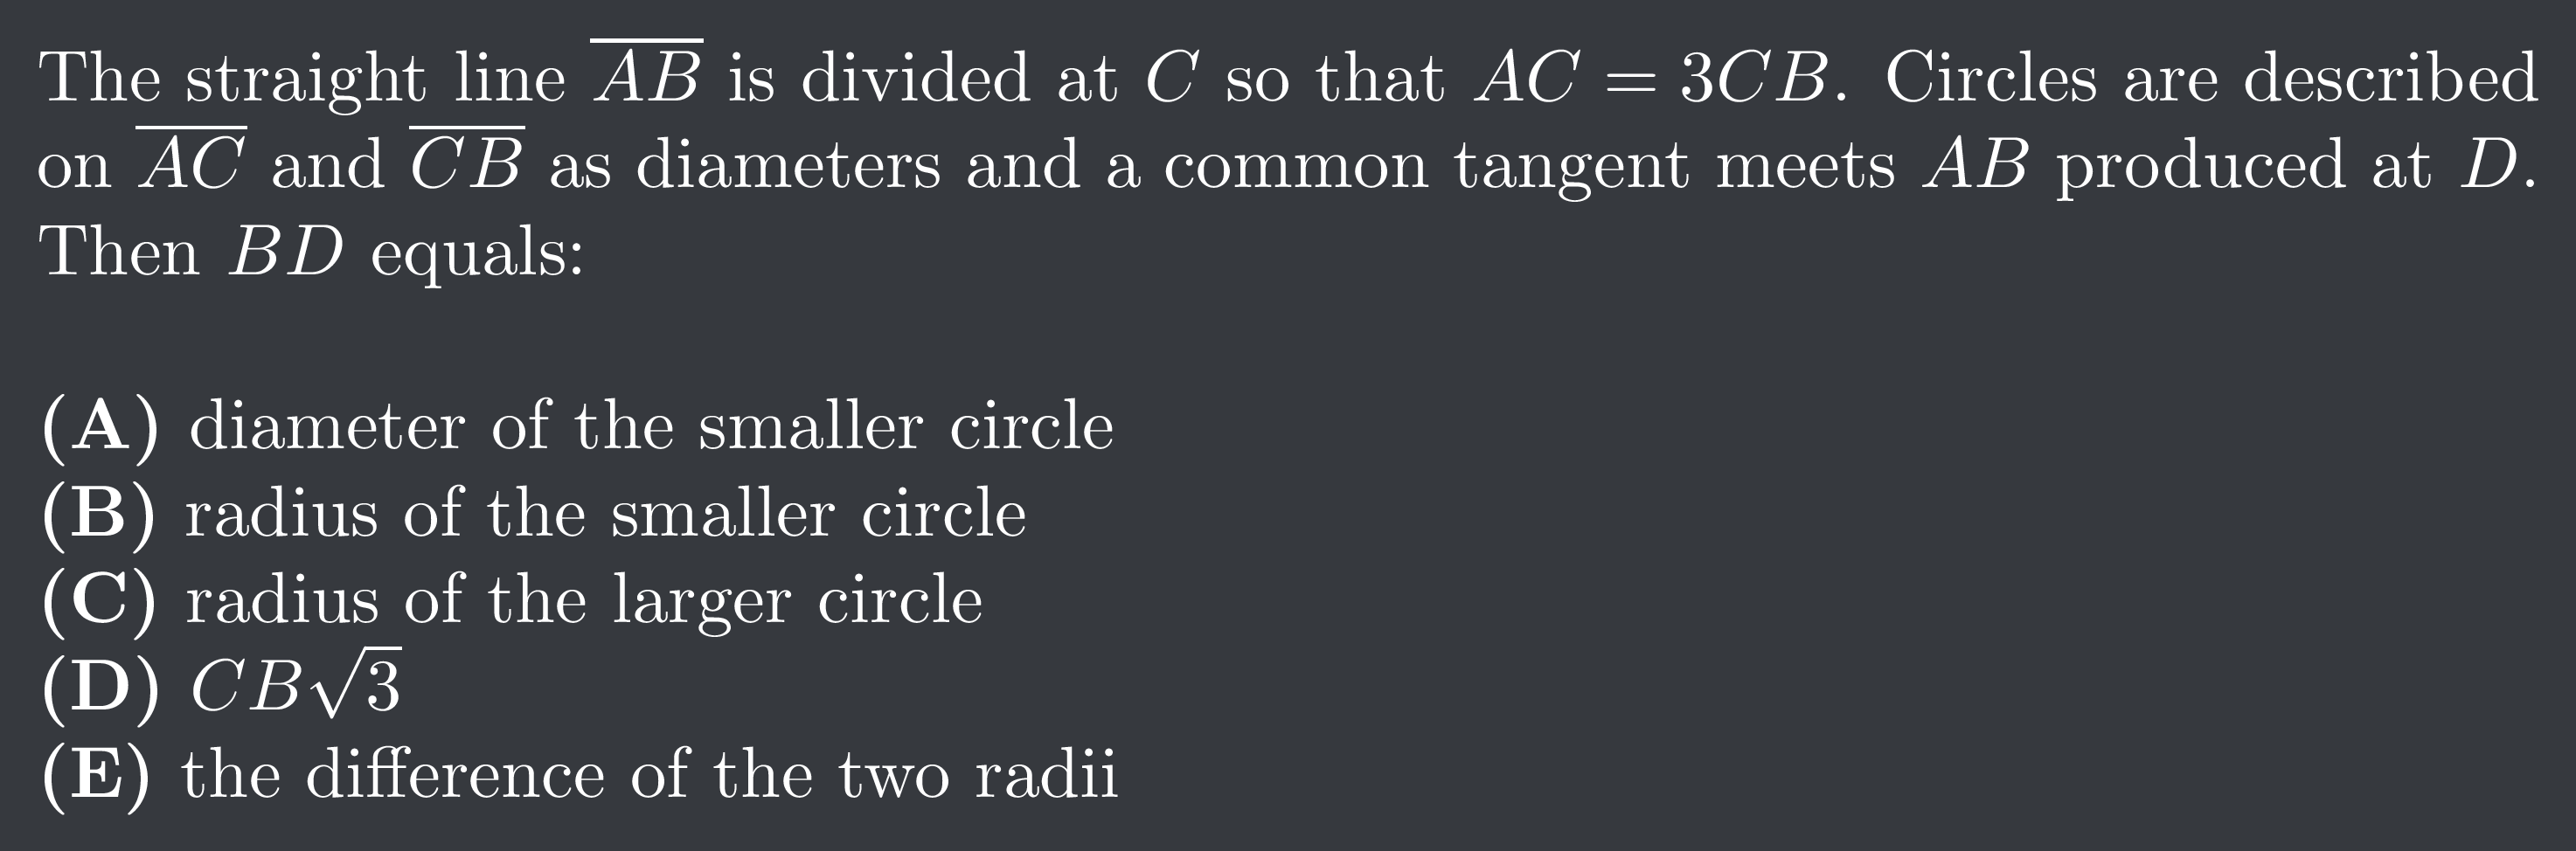 The straight line $\overline{AB}$ is divided at $C$ so that $AC = 3CB$. Circles are described
on $\overline{AC}$ and $\overline{CB}$ as diameters and a common tangent meets $AB$ produced at $D$.
Then $BD$ equals:
(A) diameter of the smaller circle
(B) radius of the smaller circle
(C) radius of the larger circle
(D) $CB\sqrt{3}$
(E) the difference of the two radii